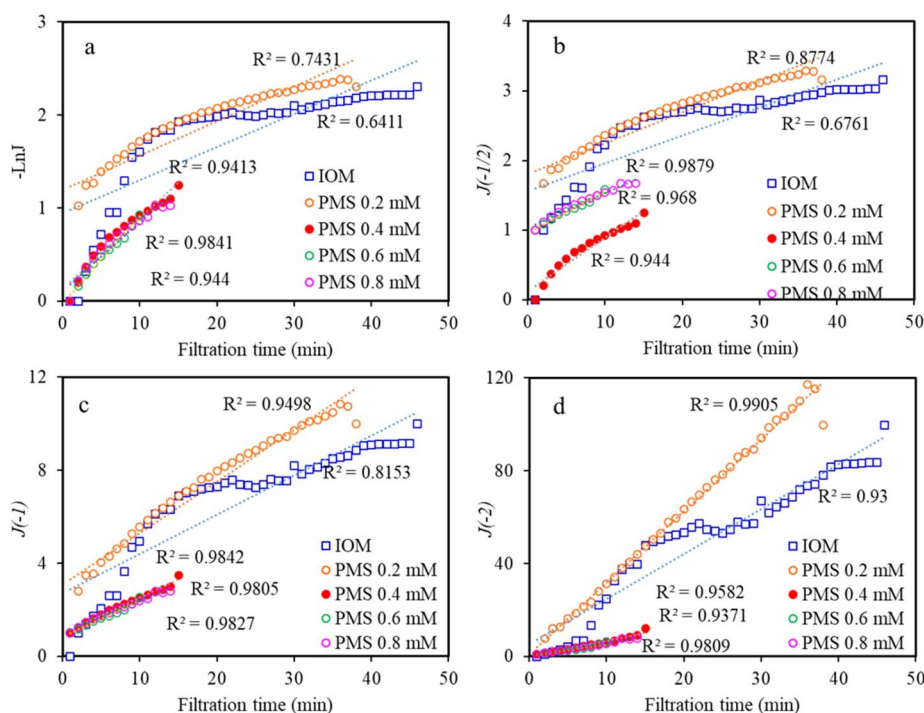 a
R² = 0.7431
R² = 0.6411
R² = 0.9413
R² = 0.9841
R² = 0.944
IOM
PMS 0.2 mM
PMS 0.4 mM
PMS 0.6 mM
PMS 0.8 mM
-LnJ
3
2
1
0
0 10 20 30 40 50
Filtration time (min)
b
R² = 0.8774
R² = 0.6761
R² = 0.9879
R² = 0.968
R² = 0.944
IOM
PMS 0.2 mM
PMS 0.4 mM
PMS 0.6 mM
PMS 0.8 mM
J(-1/2)
4
3
2
1
0
0 10 20 30 40 50
Filtration time (min)
c
R² = 0.9498
R² = 0.8153
R² = 0.9842
R² = 0.9805
R² = 0.9827
IOM
PMS 0.2 mM
PMS 0.4 mM
PMS 0.6 mM
PMS 0.8 mM
J(-1)
12
8
4
0
0 10 20 30 40 50
Filtration time (min)
d
R² = 0.9905
R² = 0.93
R² = 0.9582
R² = 0.9371
R² = 0.9809
IOM
PMS 0.2 mM
PMS 0.4 mM
PMS 0.6 mM
PMS 0.8 mM
J(-2)
120
80
40
0
0 10 20 30 40 50
Filtration time (min)